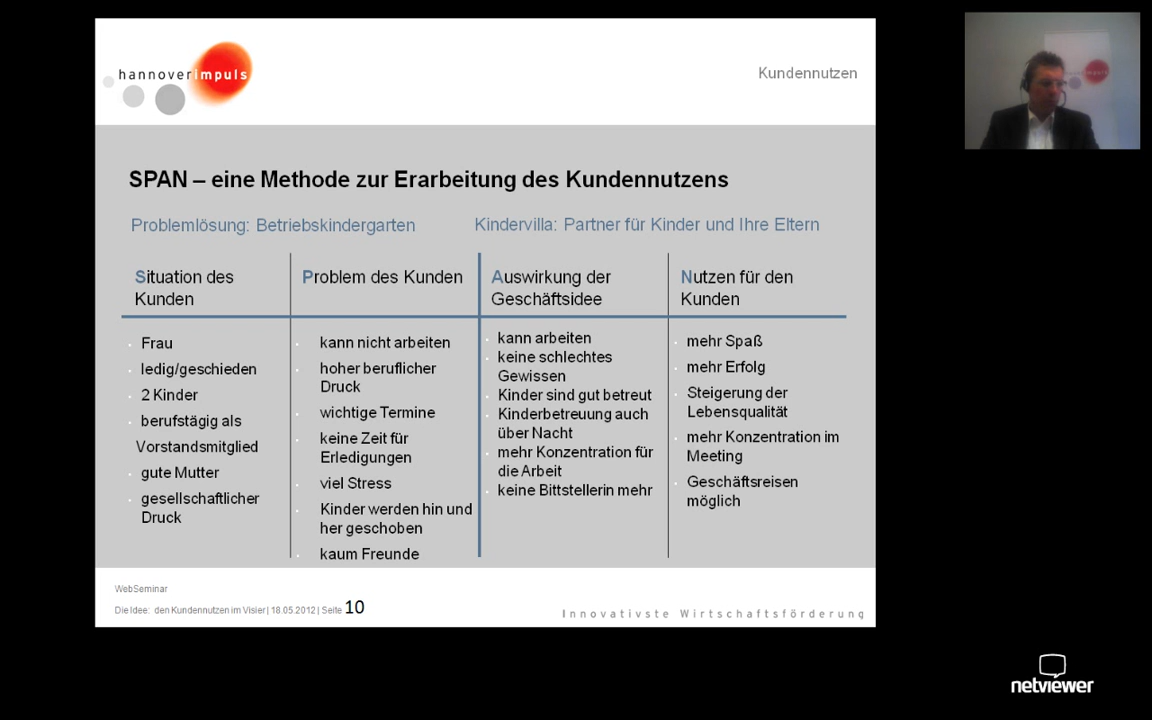 hannoverimpuls
Kundennutzen
SPAN – eine Methode zur Erarbeitung des Kundennutzens
Problemlösung: Betriebskindergarten
Kindervilla: Partner für Kinder und Ihre Eltern
Situation des
Kunden
Frau
ledig/geschieden
2 Kinder
berufstägig als
Vorstandsmitglied
gute Mutter
gesellschaftlicher
Druck
Problem des Kunden
kann nicht arbeiten
hoher beruflicher
Druck
wichtige Termine
keine Zeit für
Erledigungen
viel Stress
Kinder werden hin und
her geschoben
kaum Freunde
Auswirkung der
Geschäftsidee
kann arbeiten
keine schlechtes
Gewissen
Kinder sind gut betreut
Kinderbetreuung auch
über Nacht
mehr Konzentration für
die Arbeit
keine Bittstellerin mehr
Nutzen für den
Kunden
mehr Spaß
mehr Erfolg
Steigerung der
Lebensqualität
mehr Konzentration im
Meeting
Geschäftsreisen
möglich
WebSeminar
Die Idee: den Kundennutzen im Visier | 18.05.2012 | Seite 10
Innovativste Wirtschaftsförderung
netviewer